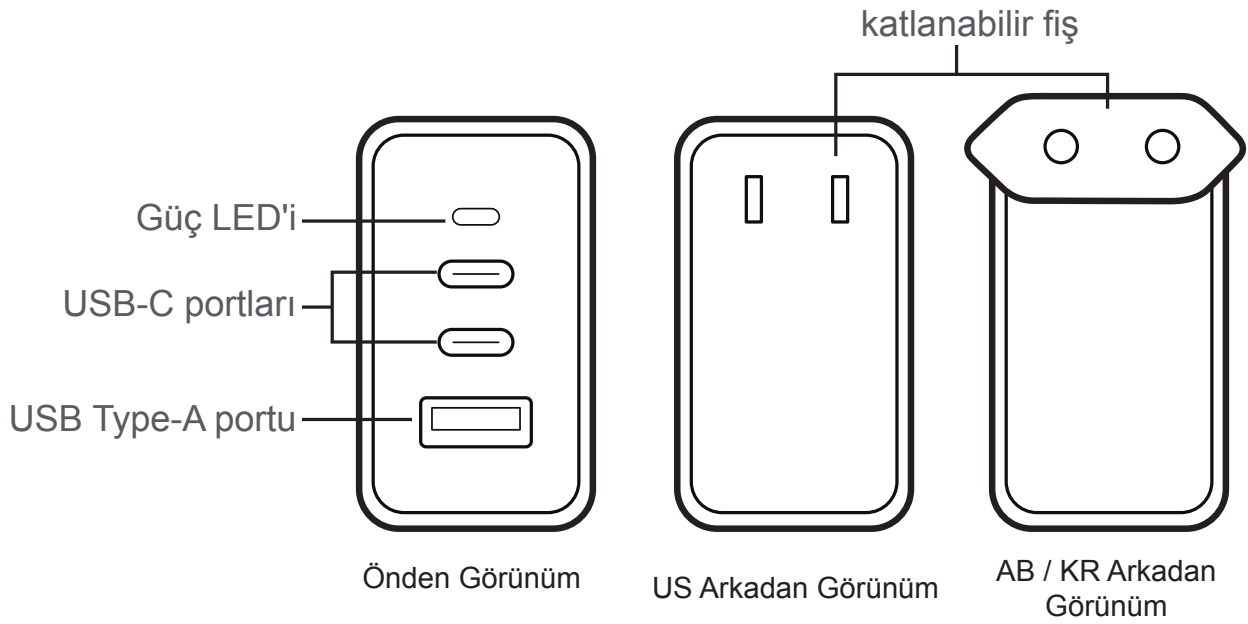 katlanabilir fiş
Güç LED'i
USB-C portları
USB Type-A portu
Önden Görünüm
US Arkadan Görünüm
AB / KR Arkadan
Görünüm